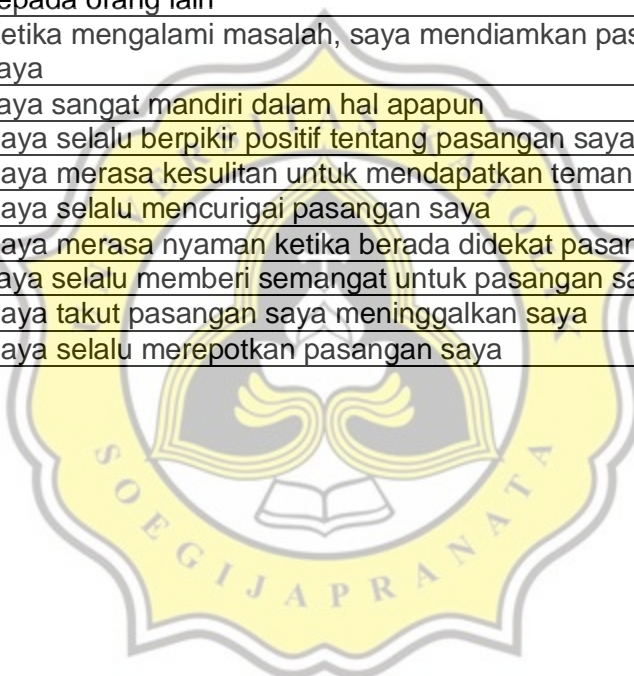 epada orang lain
etika mengalami masalah, saya mendiamkan pas
aya
aya sangat mandiri dalam hal apapun
aya selalu berpikir positif tentang pasangan saya
aya merasa kesulitan untuk mendapatkan teman
aya selalu mencurigai pasangan saya
aya merasa nyaman ketika berada didekat pasan
aya selalu memberi semangat untuk pasangan sa
aya takut pasangan saya meninggalkan saya
aya selalu merepotkan pasangan saya
UNIVERSITAS KATOLIK
SOEGIJAPRANATA